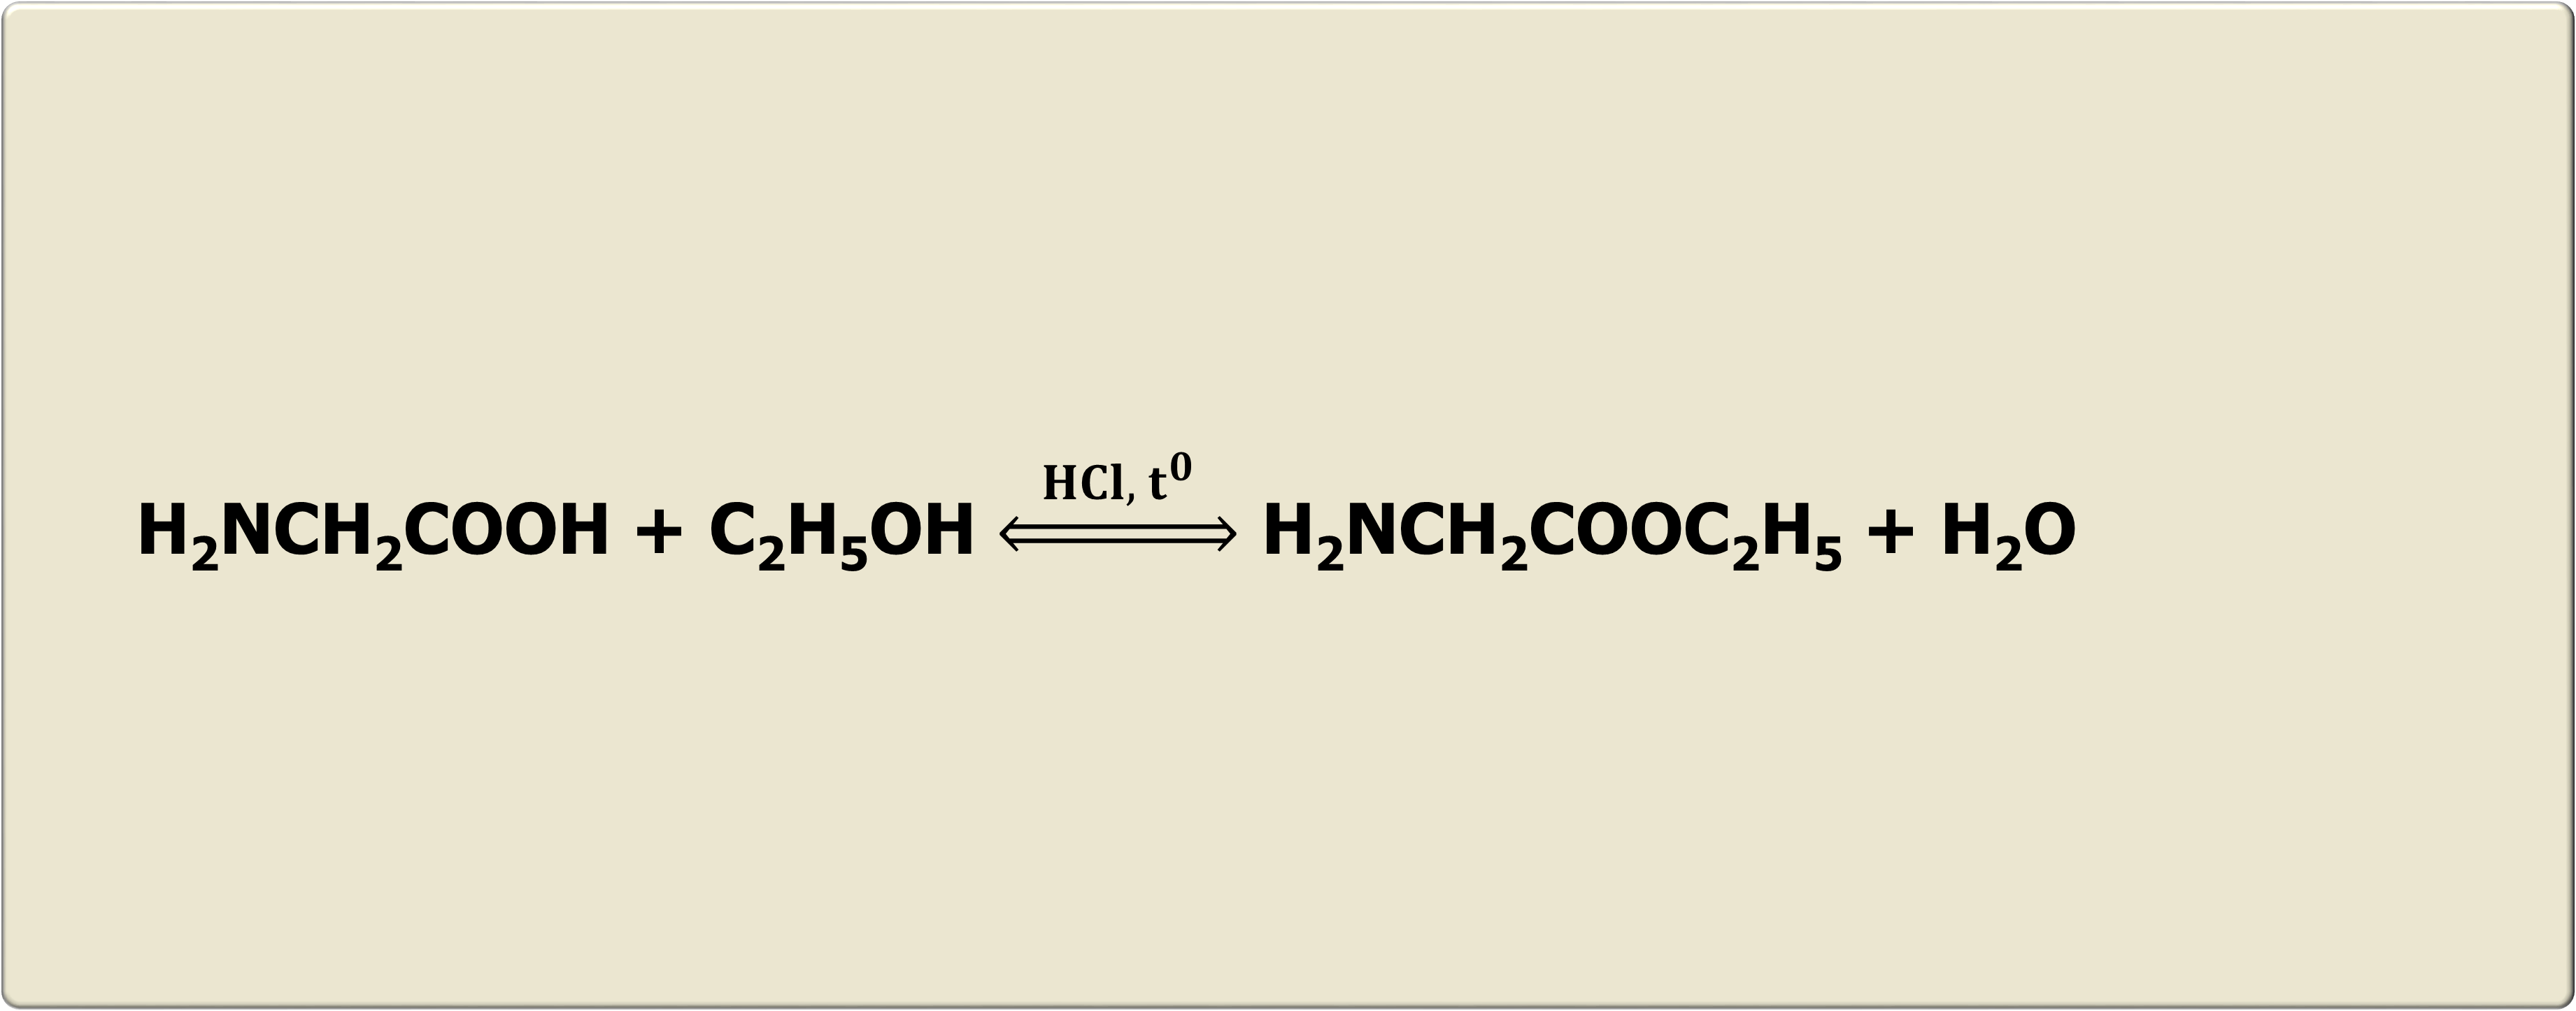 H₂NCH₂COOH + C₂H₅OH ⟺ HCl, t⁰ H₂NCH₂COOC₂H₅ + H₂O